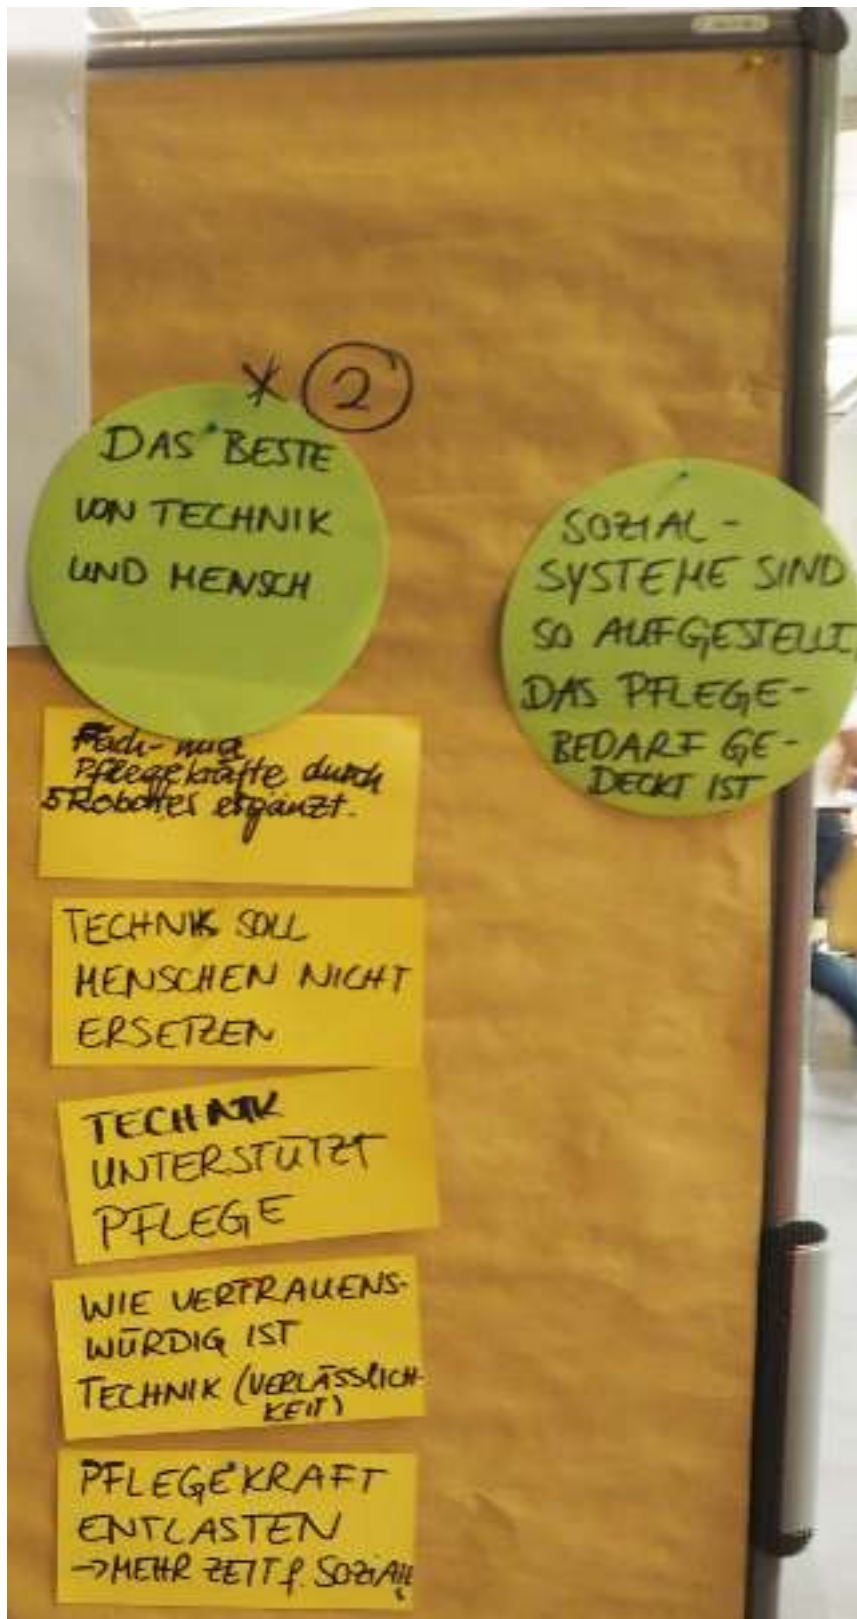 * 2
DAS BESTE
VON TECHNIK
UND MENSCH
Pflegekräfte durch
Roboter ergänzt.
TECHNIK SOLL
MENSCHEN NICHT
ERSETZEN
TECHNIK
UNTERSTÜTZT
PFLEGE
WIE VERTRAUENS-
WÜRDIG IST
TECHNIK (VERLÄSSLICH-
KEIT)
PFLEGEKRAFT
ENTLASTEN
→MEHR ZEIT f. SOZIALE
SOZIAL-
SYSTEME SIND
SO AUFGESTELLT,
DAS PFLEGE-
BEDARF GE-
DECKT IST